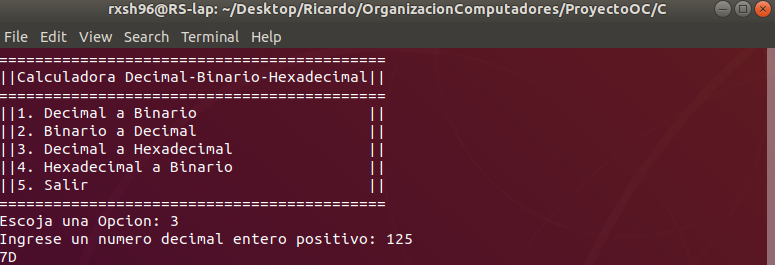 rxsh96@RS-lap: ~/Desktop/Ricardo/OrganizacionComputadores/ProyectoOC/C
File Edit View Search Terminal Help
===========================================
||Calculadora Decimal-Binario-Hexadecimal||
===========================================
||1. Decimal a Binario                   ||
||2. Binario a Decimal                   ||
||3. Decimal a Hexadecimal               ||
||4. Hexadecimal a Binario               ||
||5. Salir                               ||
===========================================
Escoja una Opcion: 3
Ingrese un numero decimal entero positivo: 125
7D